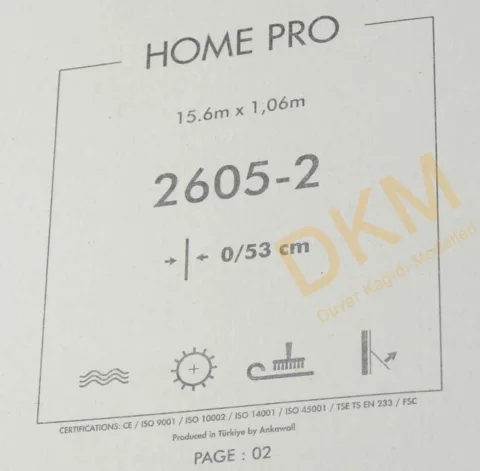 HOME PRO
15.6m x 1,06m
2605-2
0/53 cm
DKM
Duvar Kağıdı Mağazaları
CERTIFICATIONS: CE / ISO 9001 / ISO 10002 / ISO 14001 / ISO 45001 / TSE TS EN 233 / FSC
Produced in Türkiye by Ankawall
PAGE : 02